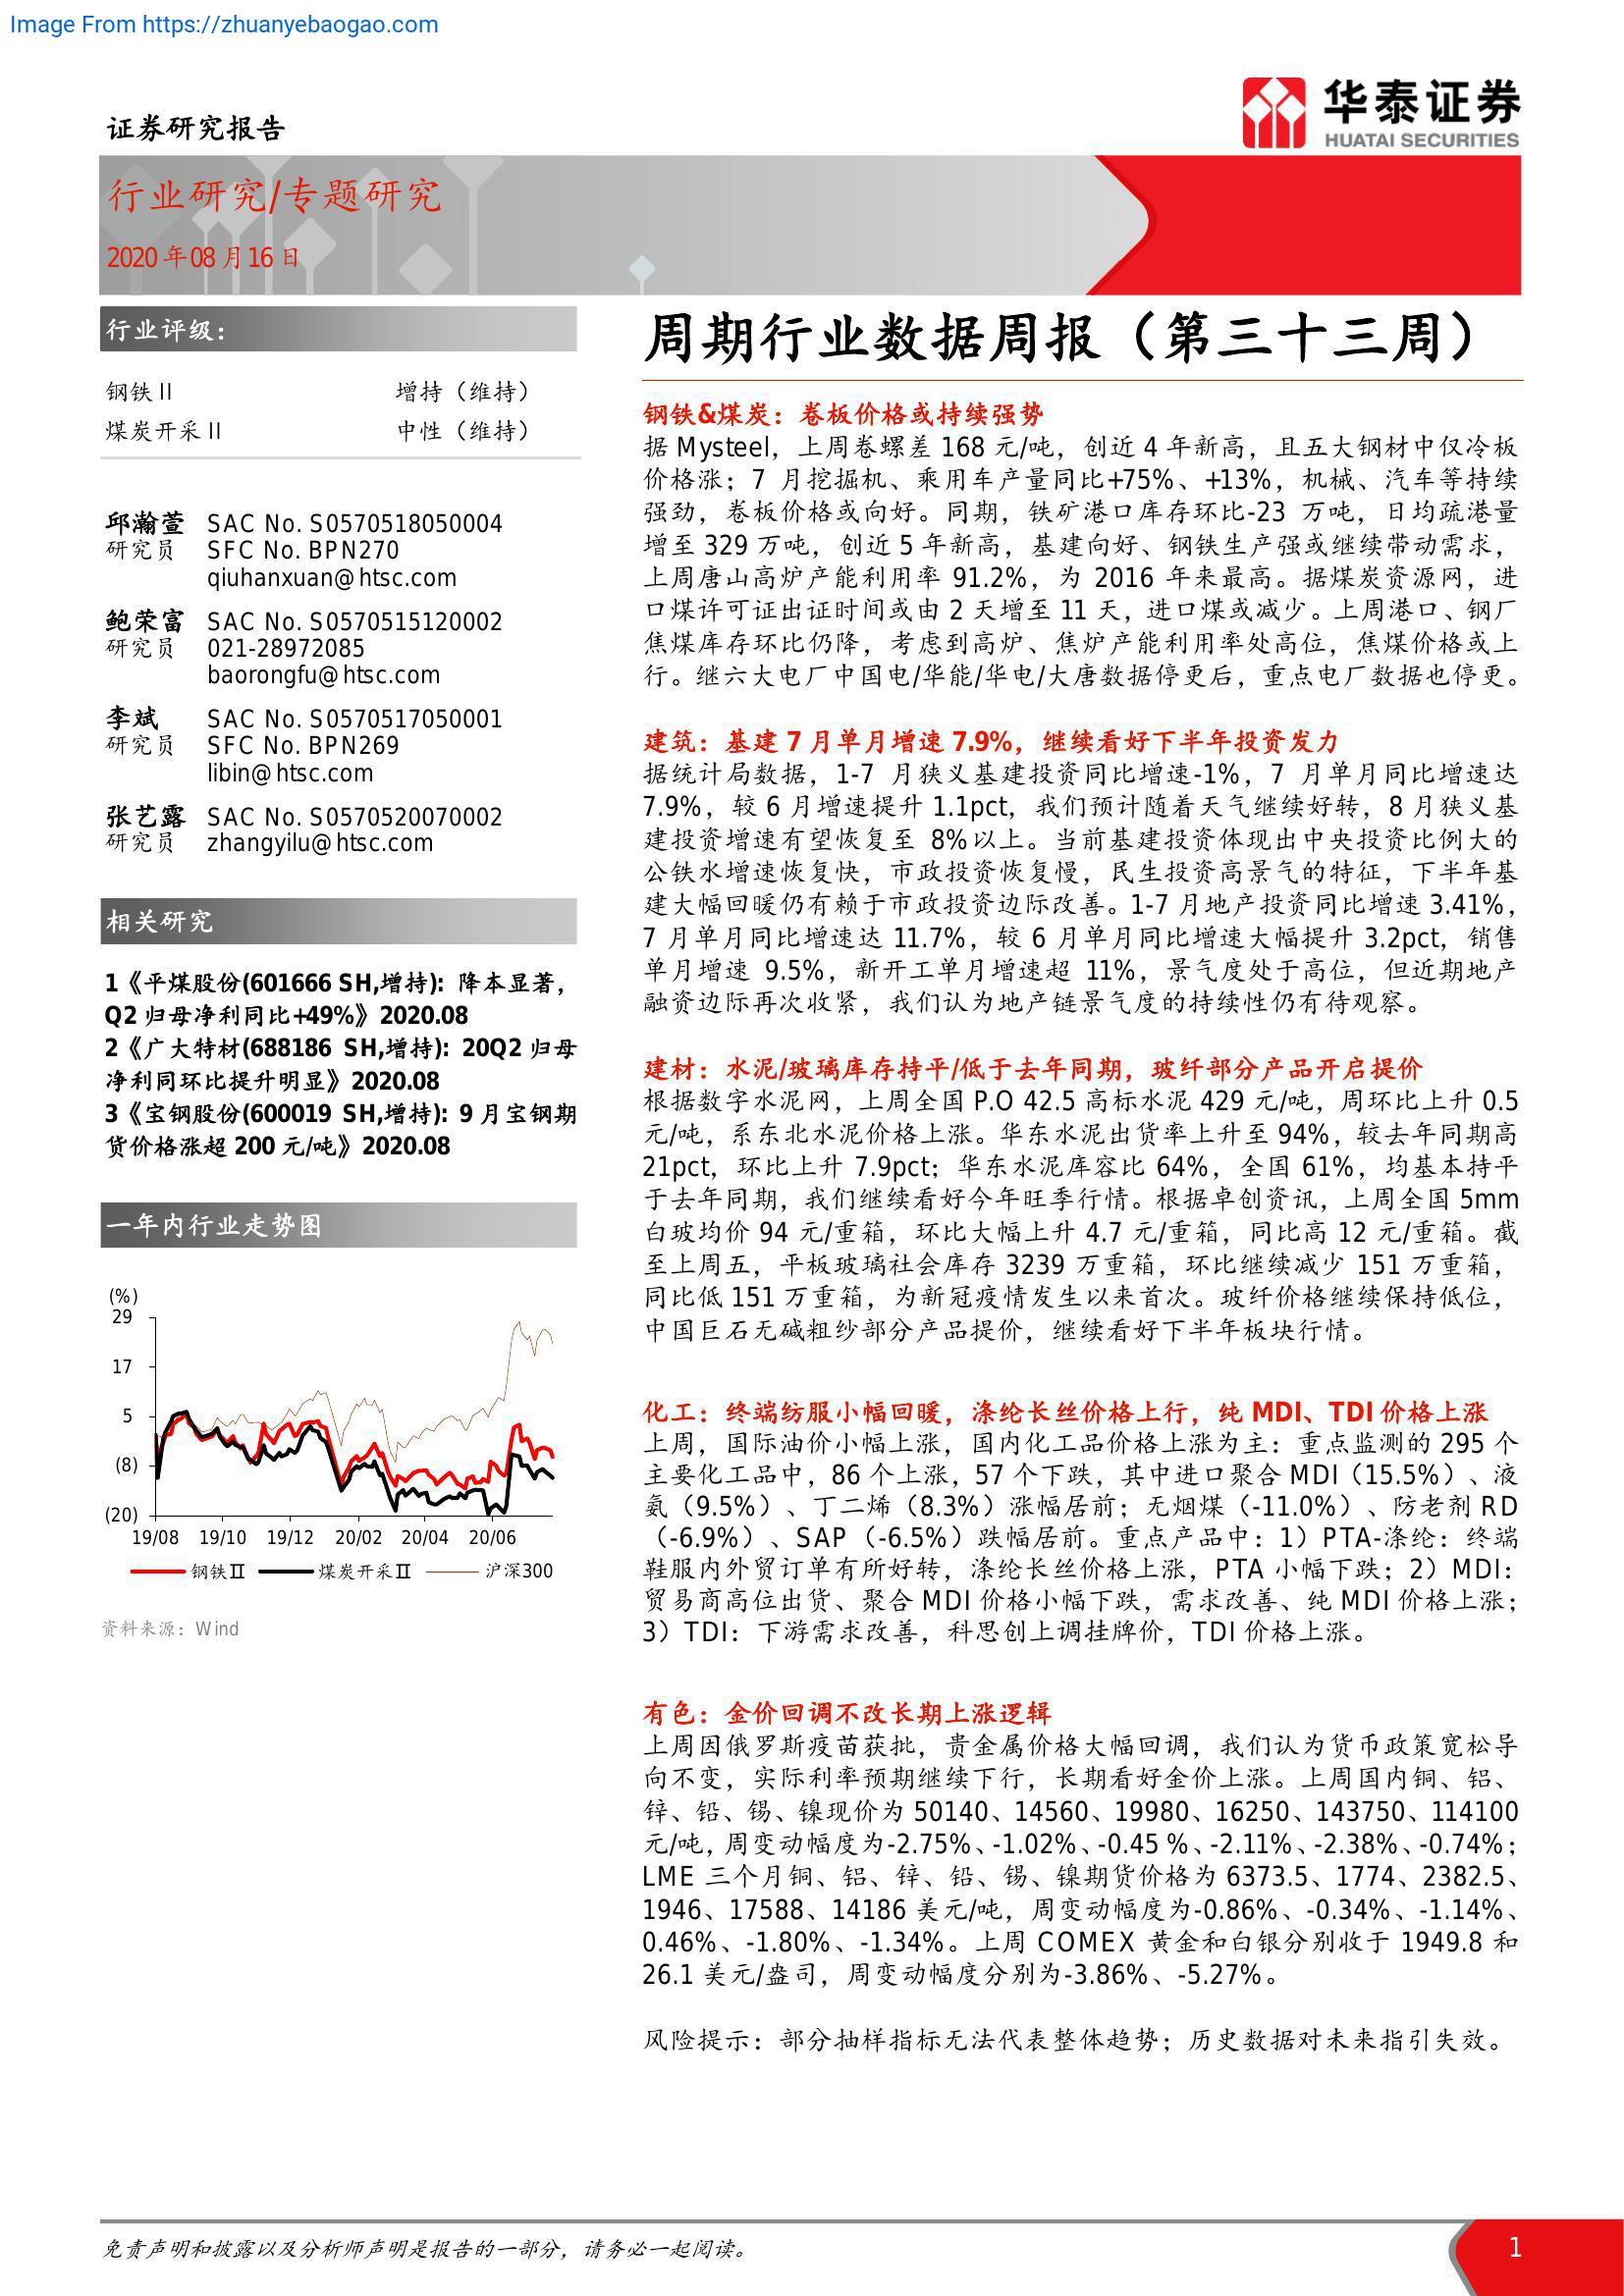 Image From https://zhuanyebaogao.com
证券研究报告
华泰证券
HUATAI SECURITIES
行业研究/专题研究
2020年08月16日
行业评级：
钢铁Ⅱ 增持（维持）
煤炭开采Ⅱ 中性（维持）
邱瀚萱 SAC No. S0570518050004
研究员 SFC No. BPN270
qiuhanxuan@htsc.com
鲍荣富 SAC No. S0570515120002
研究员 021-28972085
baorongfu@htsc.com
李斌 SAC No. S0570517050001
研究员 SFC No. BPN269
libin@htsc.com
张艺露 SAC No. S0570520070002
研究员 zhangyilu@htsc.com
相关研究
1《平煤股份(601666 SH,增持)：降本显著，
Q2归母净利同比+49%》2020.08
2《广大特材(688186 SH,增持)：20Q2归母
净利同环比提升明显》2020.08
3《宝钢股份(600019 SH,增持)：9月宝钢期
货价格涨超200元/吨》2020.08
一年内行业走势图
(%)
29
17
5
(8)
(20)
19/08 19/10 19/12 20/02 20/04 20/06
钢铁Ⅱ 煤炭开采Ⅱ 沪深300
资料来源：Wind
周期行业数据周报（第三十三周）
钢铁&煤炭：卷板价格或持续强势
据Mysteel，上周卷螺差168元/吨，创近4年新高，且五大钢材中仅冷板
价格涨；7月挖掘机、乘用车产量同比+75%、+13%，机械、汽车等持续
强劲，卷板价格或向好。同期，铁矿港口库存环比-23万吨，日均疏港量
增至329万吨，创近5年新高，基建向好、钢铁生产强或继续带动需求，
上周唐山高炉产能利用率91.2%，为2016年来最高。据煤炭资源网，进
口煤许可证出证时间或由2天增至11天，进口煤或减少。上周港口、钢厂
焦煤库存环比仍降，考虑到高炉、焦炉产能利用率处高位，焦煤价格或上
行。继六大电厂中国电/华能/华电/大唐数据停更后，重点电厂数据也停更。
建筑：基建7月单月增速7.9%，继续看好下半年投资发力
据统计局数据，1-7月狭义基建投资同比增速-1%，7月单月同比增速达
7.9%，较6月增速提升1.1pct，我们预计随着天气继续好转，8月狭义基
建投资增速有望恢复至8%以上。当前基建投资体现出中央投资比例大的
公铁水增速恢复快，市政投资恢复慢，民生投资高景气的特征，下半年基
建大幅回暖仍有赖于市政投资边际改善。1-7月地产投资同比增速3.41%，
7月单月同比增速达11.7%，较6月单月同比增速大幅提升3.2pct，销售
单月增速9.5%，新开工单月增速超11%，景气度处于高位，但近期地产
融资边际再次收紧，我们认为地产链景气度的持续性仍有待观察。
建材：水泥/玻璃库存持平/低于去年同期，玻纤部分产品开启提价
根据数字水泥网，上周全国P.O 42.5高标水泥429元/吨，周环比上升0.5
元/吨，系东北水泥价格上涨。华东水泥出货率上升至94%，较去年同期高
21pct，环比上升7.9pct；华东水泥库容比64%，全国61%，均基本持平
于去年同期，我们继续看好今年旺季行情。根据卓创资讯，上周全国5mm
白玻均价94元/重箱，环比大幅上升4.7元/重箱，同比高12元/重箱。截
至上周五，平板玻璃社会库存3239万重箱，环比继续减少151万重箱，
同比低151万重箱，为新冠疫情发生以来首次。玻纤价格继续保持低位，
中国巨石无碱粗纱部分产品提价，继续看好下半年板块行情。
化工：终端纺服小幅回暖，涤纶长丝价格上行，纯MDI、TDI价格上涨
上周，国际油价小幅上涨，国内化工品价格上涨为主：重点监测的295个
主要化工品中，86个上涨，57个下跌，其中进口聚合MDI（15.5%）、液
氨（9.5%）、丁二烯（8.3%）涨幅居前；无烟煤（-11.0%）、防老剂RD
（-6.9%）、SAP（-6.5%）跌幅居前。重点产品中：1）PTA-涤纶：终端
鞋服内外贸订单有所好转，涤纶长丝价格上涨，PTA小幅下跌；2）MDI：
贸易商高位出货、聚合MDI价格小幅下跌，需求改善、纯MDI价格上涨；
3）TDI：下游需求改善，科思创上调挂牌价，TDI价格上涨。
有色：金价回调不改长期上涨逻辑
上周因俄罗斯疫苗获批，贵金属价格大幅回调，我们认为货币政策宽松导
向不变，实际利率预期继续下行，长期看好金价上涨。上周国内铜、铝、
锌、铅、锡、镍现价为50140、14560、19980、16250、143750、114100
元/吨，周变动幅度为-2.75%、-1.02%、-0.45 %、-2.11%、-2.38%、-0.74%；
LME三个月铜、铝、锌、铅、锡、镍期货价格为6373.5、1774、2382.5、
1946、17588、14186美元/吨，周变动幅度为-0.86%、-0.34%、-1.14%、
0.46%、-1.80%、-1.34%。上周COMEX黄金和白银分别收于1949.8和
26.1美元/盎司，周变动幅度分别为-3.86%、-5.27%。
风险提示：部分抽样指标无法代表整体趋势；历史数据对未来指引失效。
免责声明和披露以及分析师声明是报告的一部分，请务必一起阅读。
1